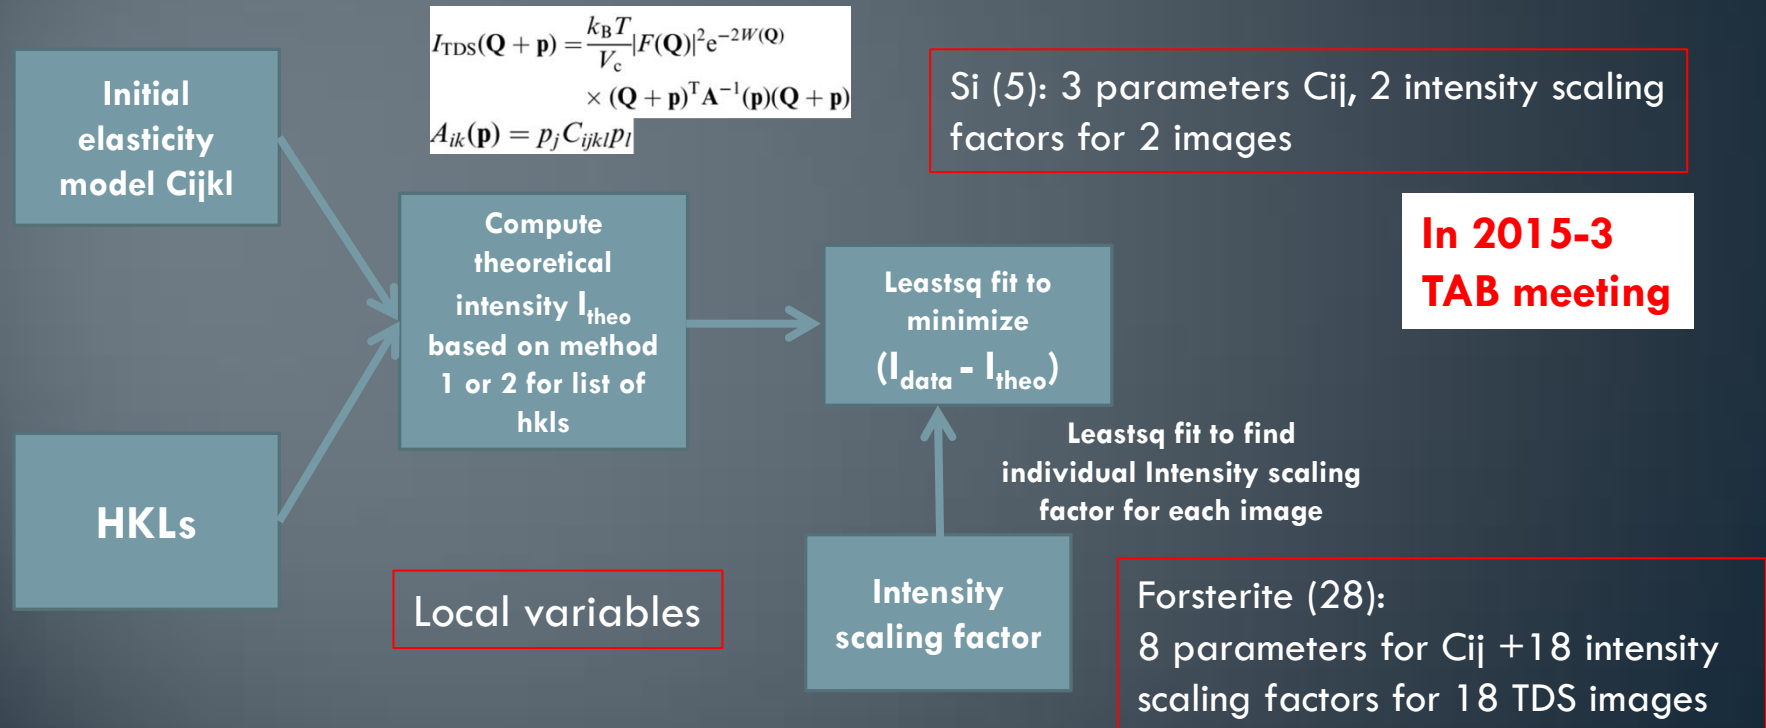 I_TDS(Q + p) = k_B T / V_c |F(Q)|² e^−2W(Q)
× (Q + p)^T A^−1(p)(Q + p)
A_ik(p) = p_j C_ijkl p_l
Initial
elasticity
model Cijkl
HKLs
Compute
theoretical
intensity I_theo
based on method
1 or 2 for list of
hkls
Local variables
Leastsq fit to
minimize
(I_data - I_theo)
Leastsq fit to find
individual Intensity scaling
factor for each image
Intensity
scaling factor
Si (5): 3 parameters Cij, 2 intensity scaling
factors for 2 images
In 2015-3
TAB meeting
Forsterite (28):
8 parameters for Cij +18 intensity
scaling factors for 18 TDS images